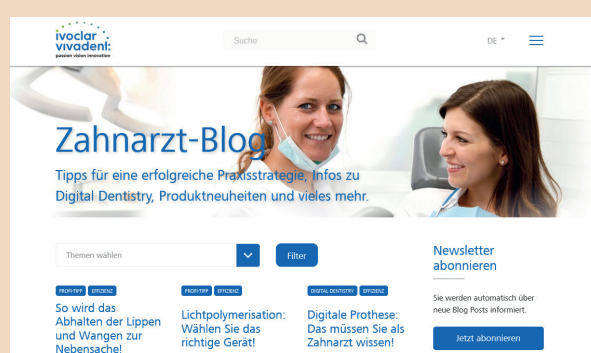 ivoclar
vivadent:
passion vision innovation
Suche
DE
Zahnarzt-Blog
Tipps für eine erfolgreiche Praxisstrategie, Infos zu
Digital Dentistry, Produktneuheiten und vieles mehr.
Themen wählen
Filter
PROFI-TIPP EFFIZIENZ
So wird das
Abhalten der Lippen
und Wangen zur
Nebensache!
PROFI-TIPP EFFIZIENZ
Lichtpolymerisation:
Wählen Sie das
richtige Gerät!
DIGITAL DENTISTRY EFFIZIENZ
Digitale Prothese:
Das müssen Sie als
Zahnarzt wissen!
Newsletter
abonnieren
Sie werden automatisch über
neue Blog Posts informiert.
Jetzt abonnieren